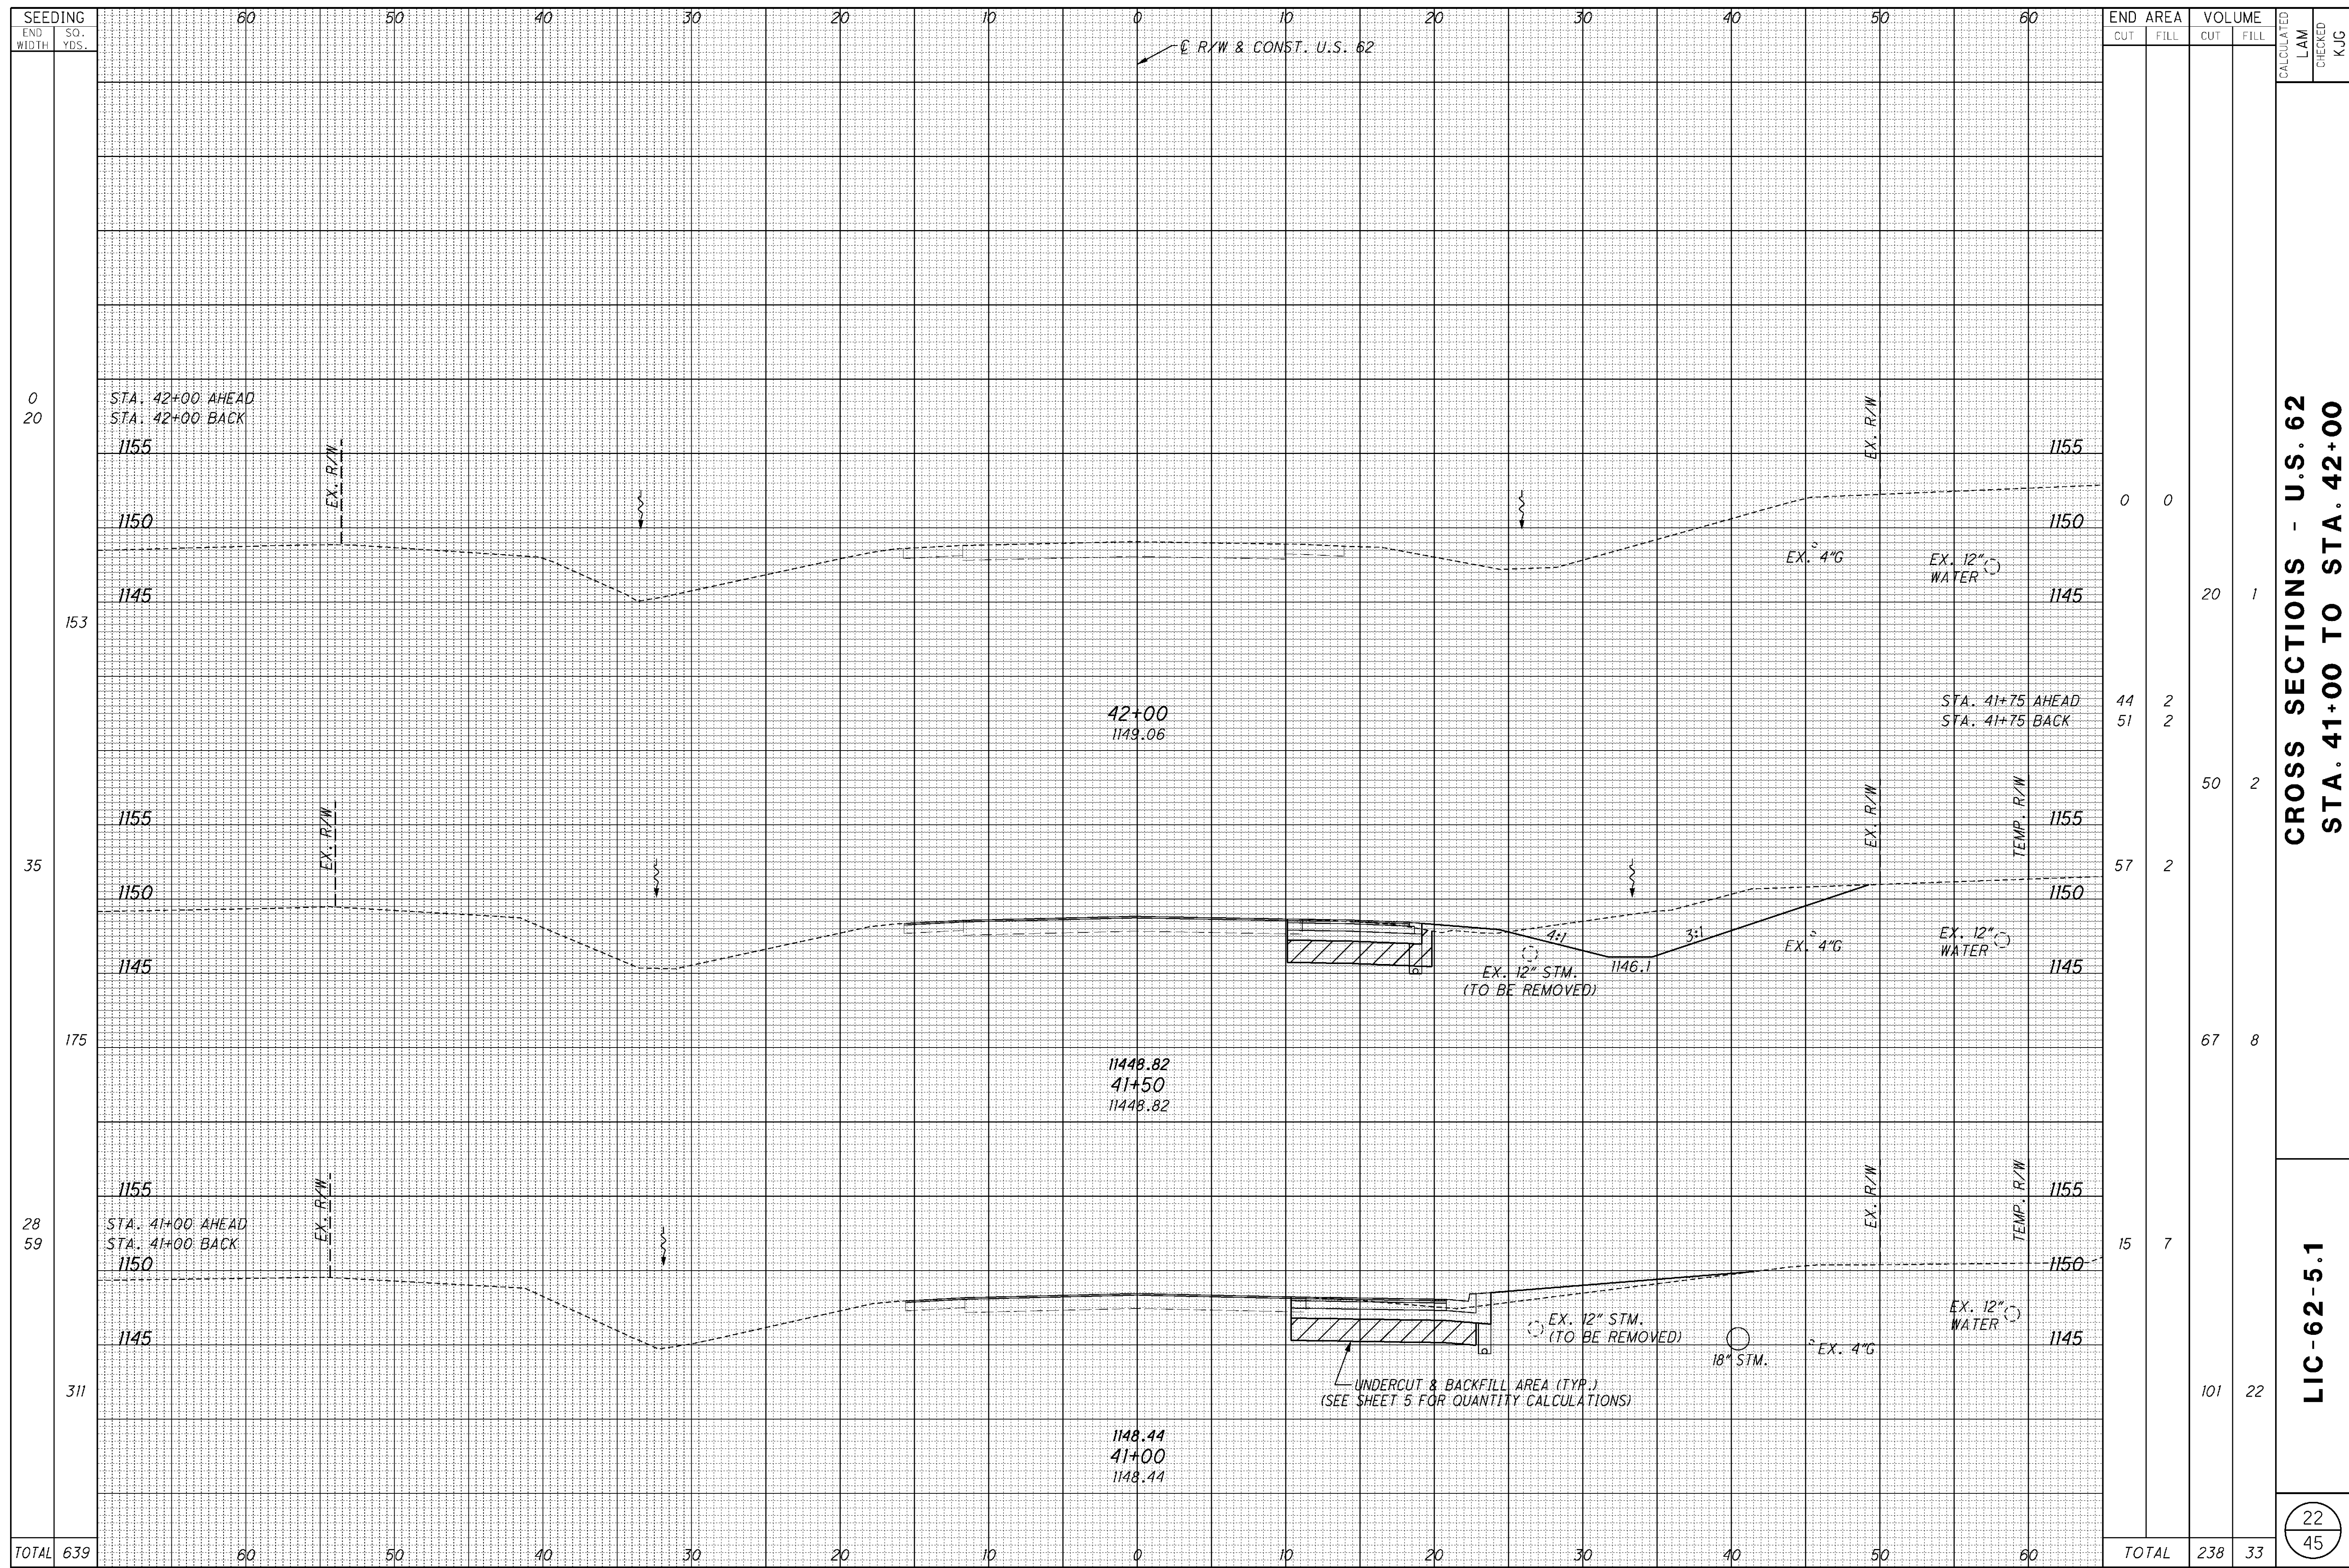 SEEDING
END WIDTH
SQ. YDS.
60 50 40 30 20 10 0 10 20 30 40 50 60
END AREA
VOLUME
CUT FILL CUT FILL
CALCULATED
LAM
CHECKED
KJG
℄ R/W & CONST. U.S. 62
0 STA. 42+00 AHEAD
20 STA. 42+00 BACK
1155 1155
EX. R/W
EX. R/W
0 0
1150 1150
EX. 4"G
EX. 12"
WATER
1145 1145
20 1
153
42+00
1149.06
STA. 41+75 AHEAD 44 2
STA. 41+75 BACK 51 2
50 2
EX. R/W
EX. R/W
TEMP. R/W
1155 1155
35
57 2
1150 1150
4:1
3:1
EX. 4"G
EX. 12"
WATER
1146.1
EX. 12" STM.
(TO BE REMOVED)
1145 1145
175
67 8
11448.82
41+50
11448.82
EX. R/W
EX. R/W
TEMP. R/W
1155 1155
28 STA. 41+00 AHEAD
59 STA. 41+00 BACK
15 7
1150 1150
EX. 12" STM.
(TO BE REMOVED)
EX. 12"
WATER
1145 1145
18" STM.
EX. 4"G
UNDERCUT & BACKFILL AREA (TYP.)
(SEE SHEET 5 FOR QUANTITY CALCULATIONS)
311
101 22
1148.44
41+00
1148.44
TOTAL 639
60 50 40 30 20 10 0 10 20 30 40 50 60
TOTAL 238 33
CROSS SECTIONS - U.S. 62
STA. 41+00 TO STA. 42+00
LIC-62-5.1
22
45